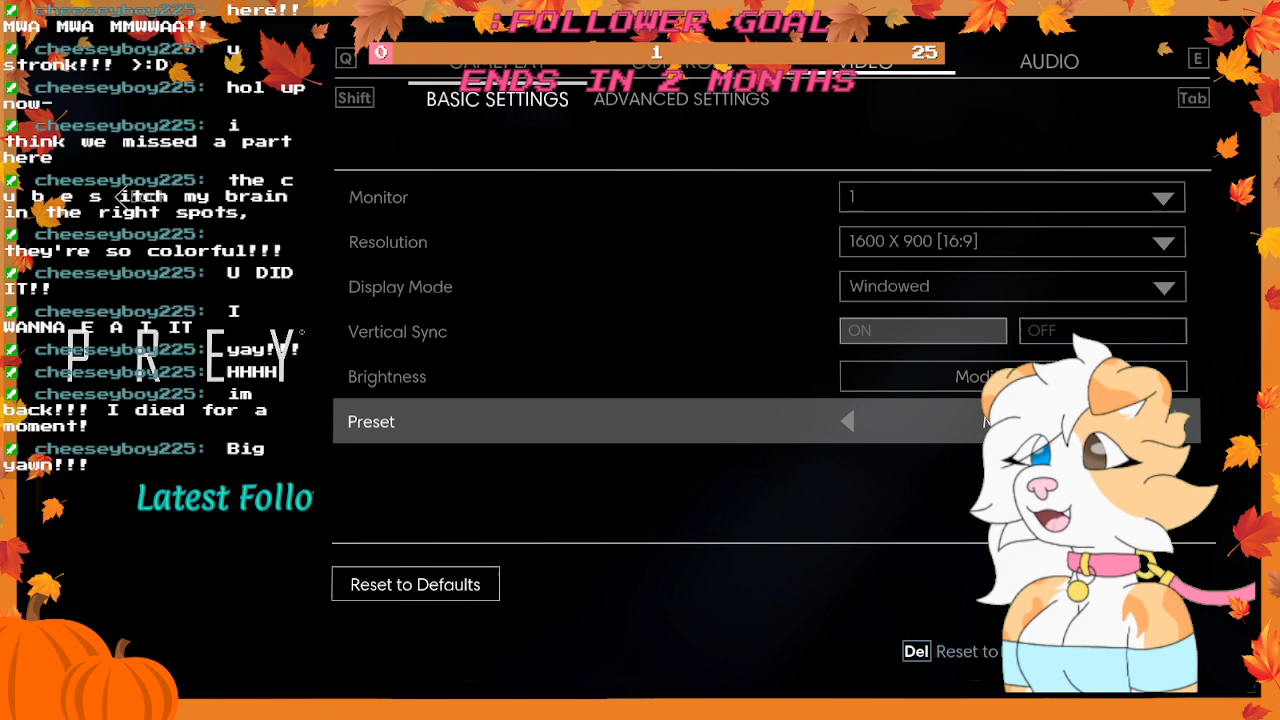 here!!
MWA MWA MMWWAA!!
cheeseyboy225: u
stronk!!! >:D
cheeseyboy225: hol up
now-
cheeseyboy225: i
think we missed a part
here
cheeseyboy225: the c
u b e s itch my brain
in the right spots,
cheeseyboy225:
they're so colorful!!!
cheeseyboy225: U DID
IT!!
cheeseyboy225: I
WANNA E A T IT
cheeseyboy225: yay!!!
cheeseyboy225: HHHH
cheeseyboy225: im
back!!! I died for a
moment!
cheeseyboy225: Big
yawn!!!
PREY
Latest Follo
:FOLLOWER GOAL
0 1 25
ENDS IN 2 MONTHS
Q GAMEPLAY VIDEO AUDIO E
Shift BASIC SETTINGS ADVANCED SETTINGS Tab
Monitor 1
Resolution 1600 X 900 [16:9]
Display Mode Windowed
Vertical Sync ON OFF
Brightness
Preset
Reset to Defaults
Del Reset to